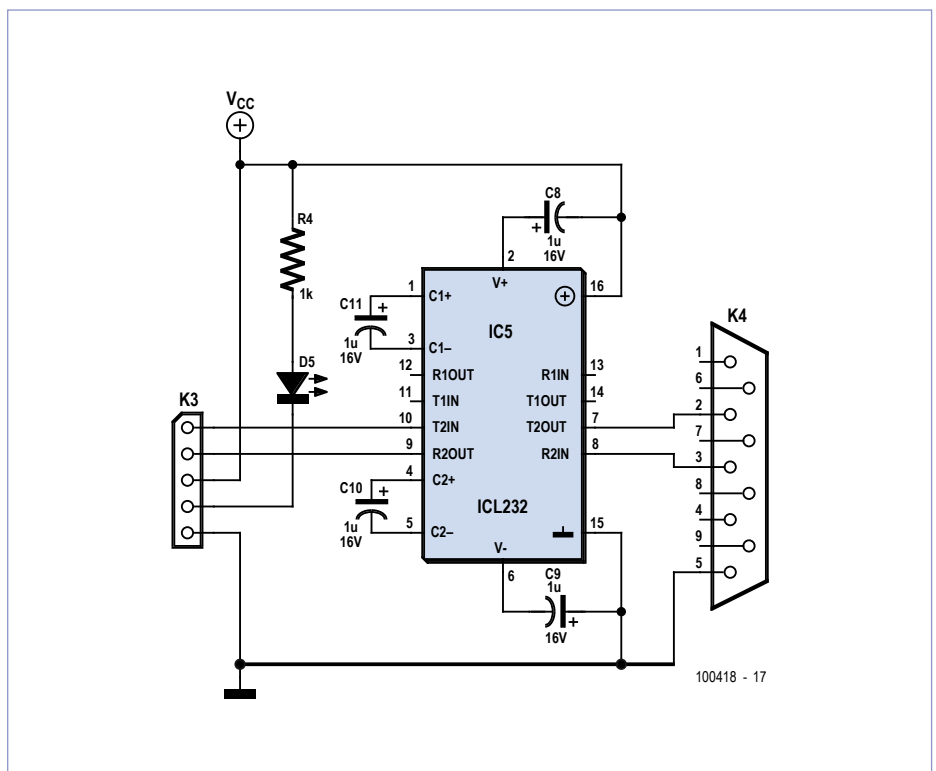 VCC
R4
1k
D5
K3
C11
+
1u
16V
C10
+
1u
16V
C8
+
1u
16V
2
V+
1
C1+
3
C1–
12
R1OUT
11
T1IN
10
T2IN
9
R2OUT
4
C2+
5
C2–
V-
6
IC5
ICL232
16
13
R1IN
14
T1OUT
7
T2OUT
8
R2IN
15
C9
1u
+
16V
K4
1
6
2
7
3
8
4
9
5
100418 - 17